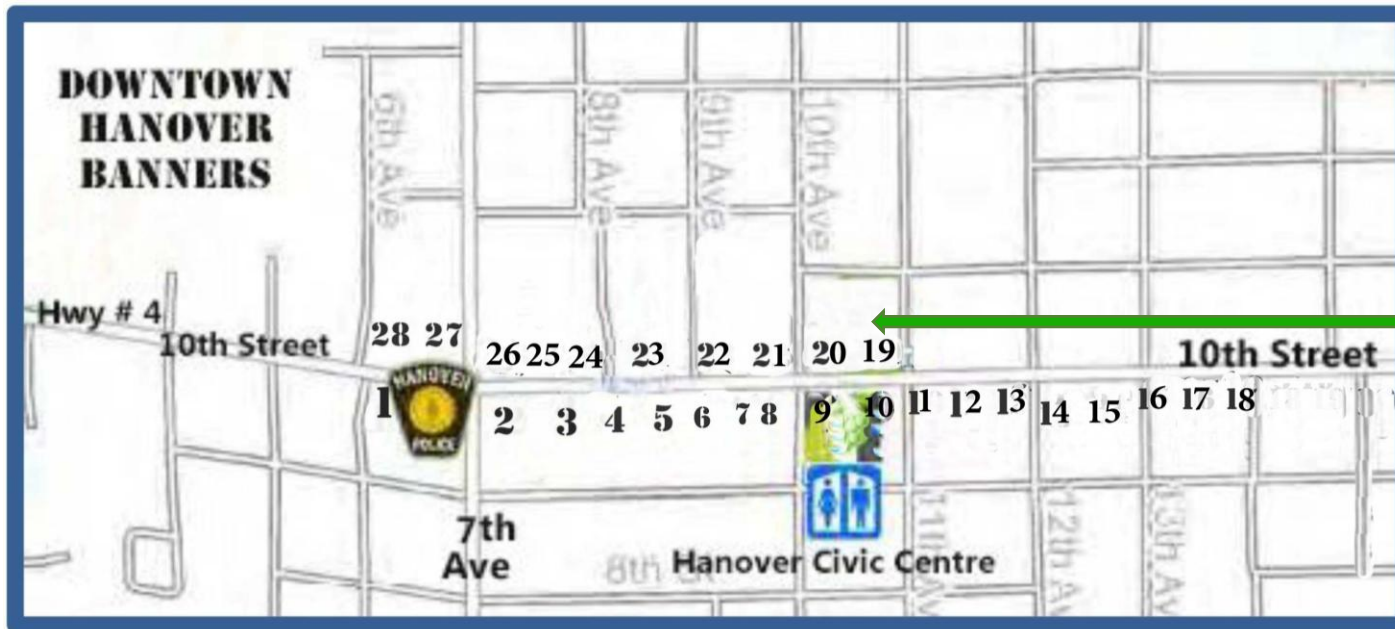 DOWNTOWN
HANOVER
BANNERS
6th Ave
8th Ave
9th Ave
10th Ave
Hwy # 4
10th Street
28 27
26 25 24 23 22 21 20 19
10th Street
1
HANOVER
POLICE
2 3 4 5 6 7 8 9 10 11 12 13 14 15 16 17 18
7th
Ave
8th
Hanover Civic Centre
11th Av
12th Av
13th Av